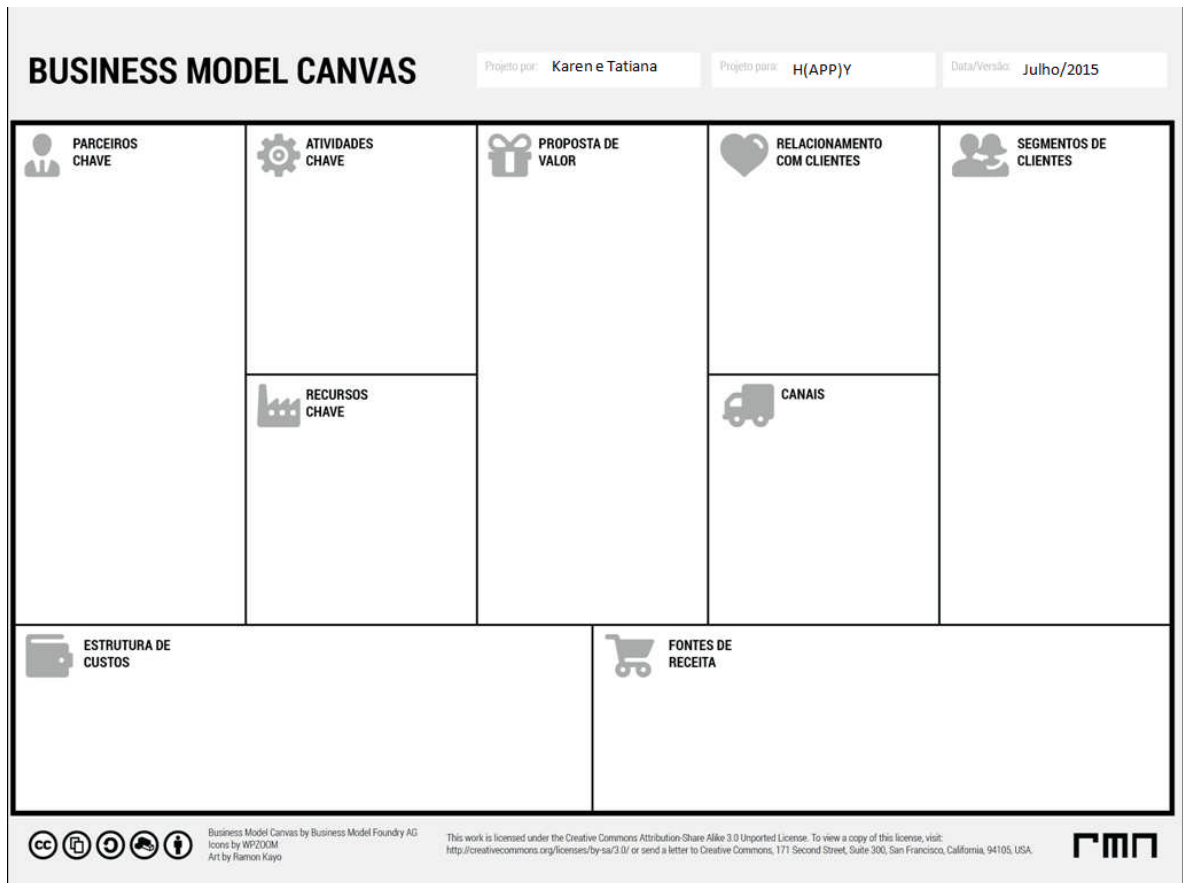 BUSINESS MODEL CANVAS
Projeto por: Karen e Tatiana
Projeto para: H(APP)Y
Data/Versão: Julho/2015
PARCEIROS
CHAVE
ATIVIDADES
CHAVE
PROPOSTA DE
VALOR
RELACIONAMENTO
COM CLIENTES
SEGMENTOS DE
CLIENTES
RECURSOS
CHAVE
CANAIS
ESTRUTURA DE
CUSTOS
FONTES DE
RECEITA
cc
Business Model Canvas by Business Model Foundry AG
Icons by WPZOOM
Art by Ramon Kayo
This work is licensed under the Creative Commons Attribution-Share Alike 3.0 Unported License. To view a copy of this license, visit:
http://creativecommons.org/licenses/by-sa/3.0/ or send a letter to Creative Commons, 171 Second Street, Suite 300, San Francisco, California, 94105, USA.
rmn